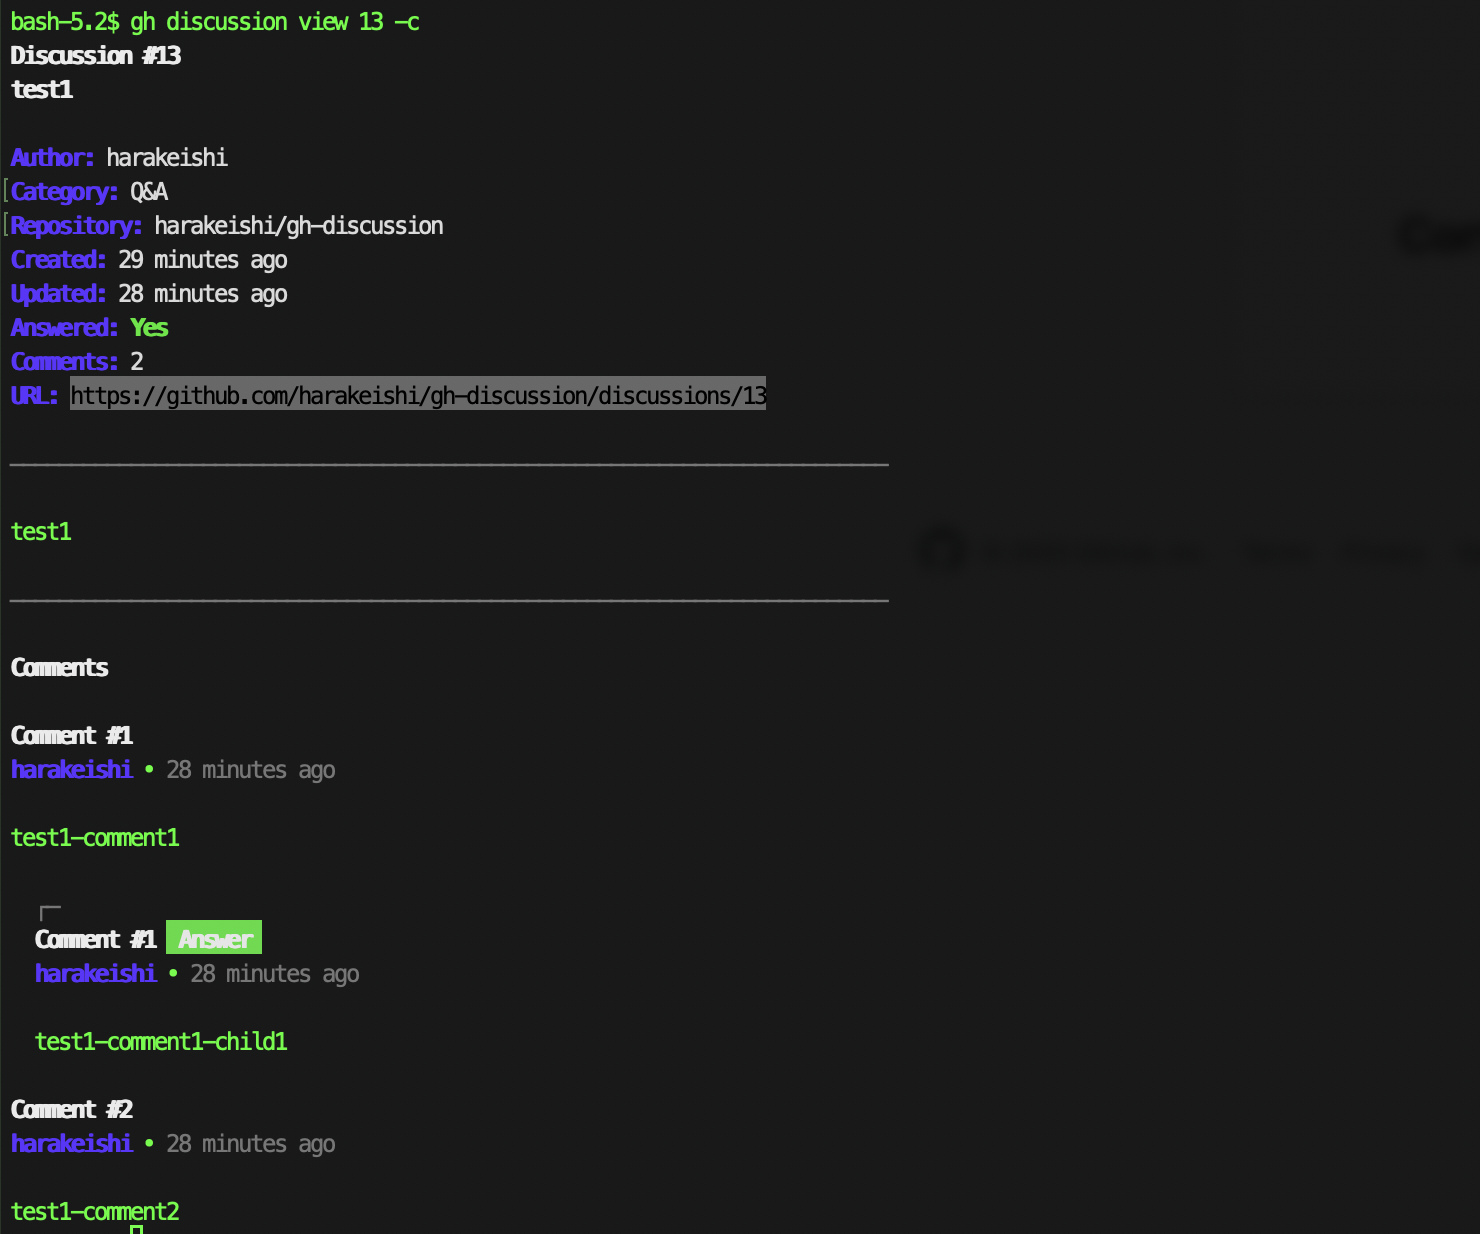 bash-5.2$ gh discussion view 13 -c
Discussion #13
test1
Author: harakeishi
[Category: Q&A
[Repository: harakeishi/gh-discussion
Created: 29 minutes ago
Updated: 28 minutes ago
Answered: Yes
Comments: 2
URL: https://github.com/harakeishi/gh-discussion/discussions/13
test1
Comments
Comment #1
harakeishi • 28 minutes ago
test1-comment1
Comment #1 Answer
harakeishi • 28 minutes ago
test1-comment1-child1
Comment #2
harakeishi • 28 minutes ago
test1-comment2